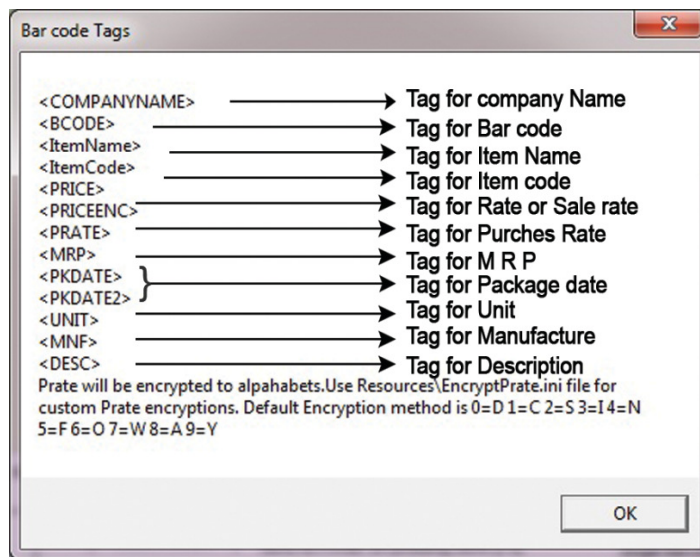 Bar code Tags
<COMPANYNAME> Tag for company Name
<BCODE> Tag for Bar code
<ItemName> Tag for Item Name
<ItemCode> Tag for Item code
<PRICE>
<PRICEENC> Tag for Rate or Sale rate
<PRATE> Tag for Purches Rate
<MRP> Tag for M R P
<PKDATE> Tag for Package date
<PKDATE2>
<UNIT> Tag for Unit
<MNF> Tag for Manufacture
<DESC> Tag for Description
Prate will be encrypted to alpahabets.Use Resources\EncryptPrate.ini file for
custom Prate encryptions. Default Encryption method is 0=D 1=C 2=S 3=I 4=N
5=F 6=O 7=W 8=A 9=Y
OK